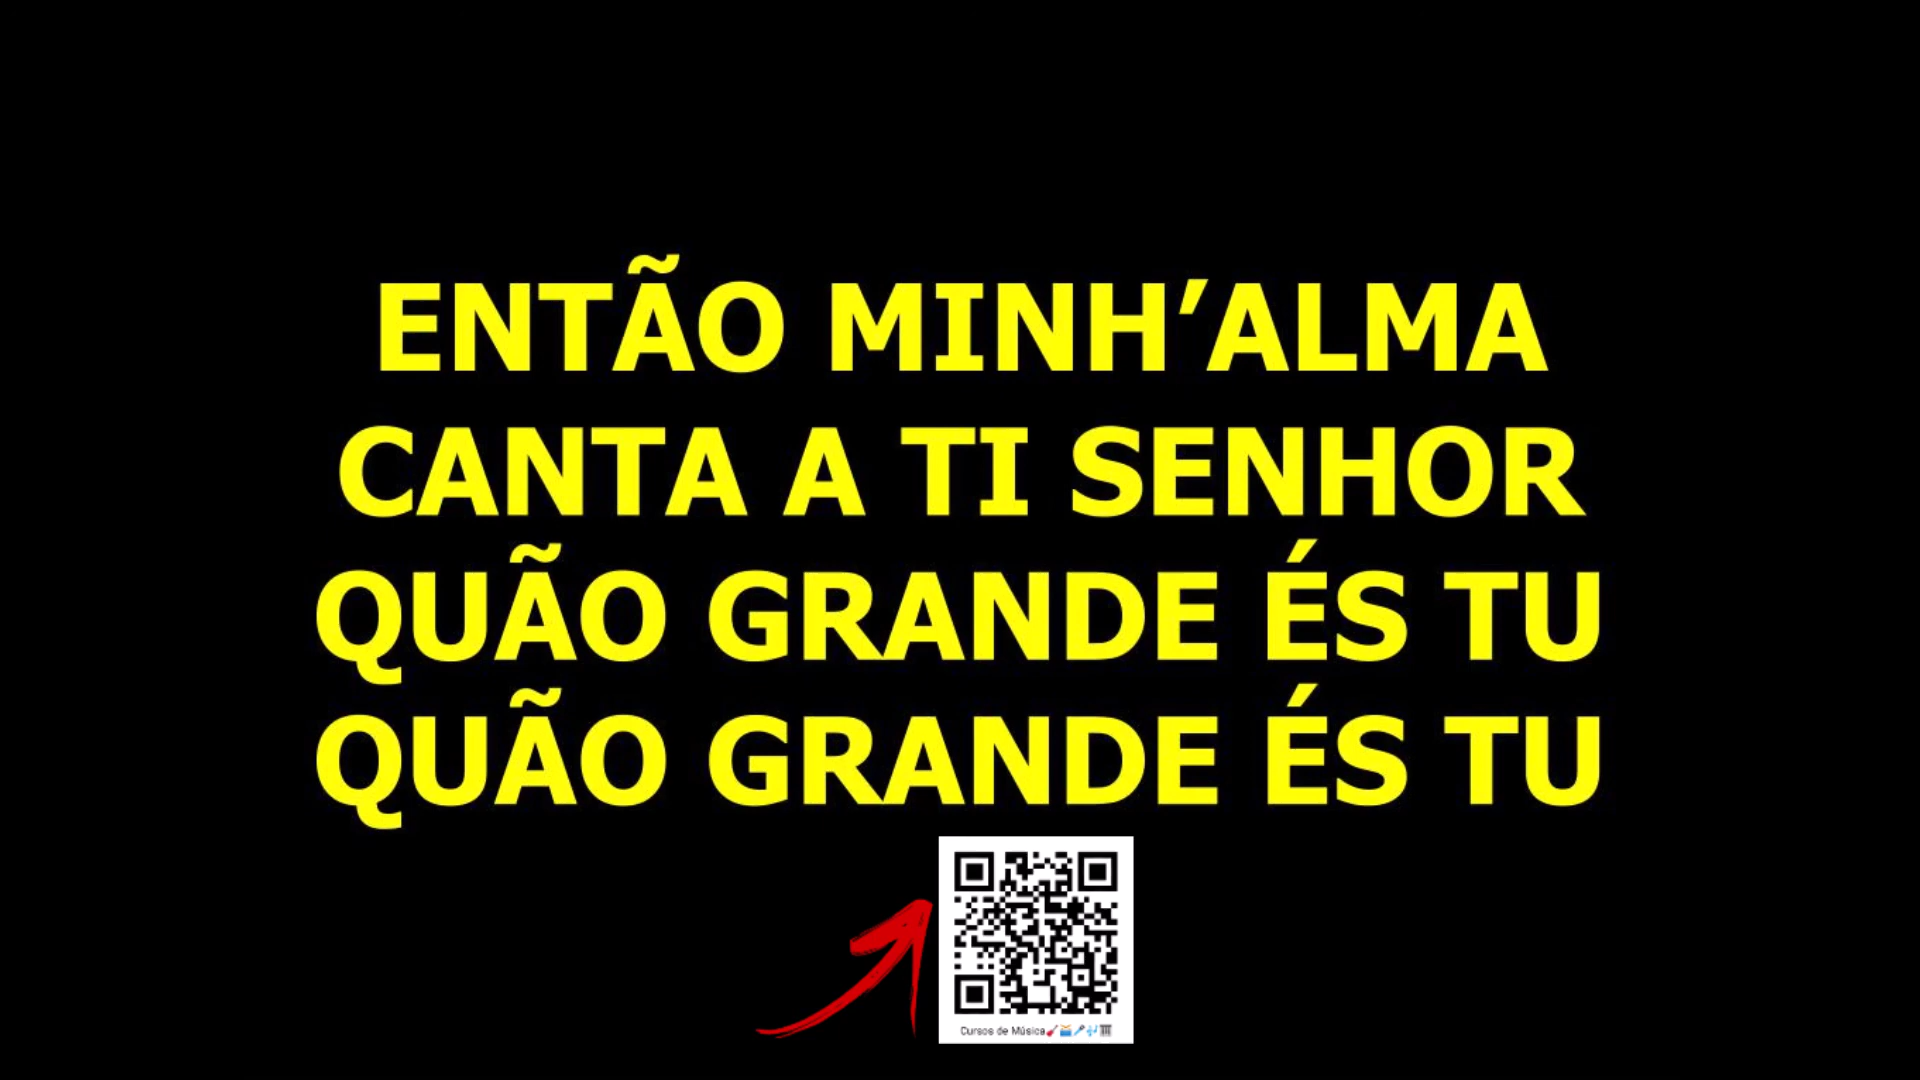 ENTÃO MINH’ALMA
CANTA A TI SENHOR
QUÃO GRANDE ÉS TU
QUÃO GRANDE ÉS TU
Cursos de Música